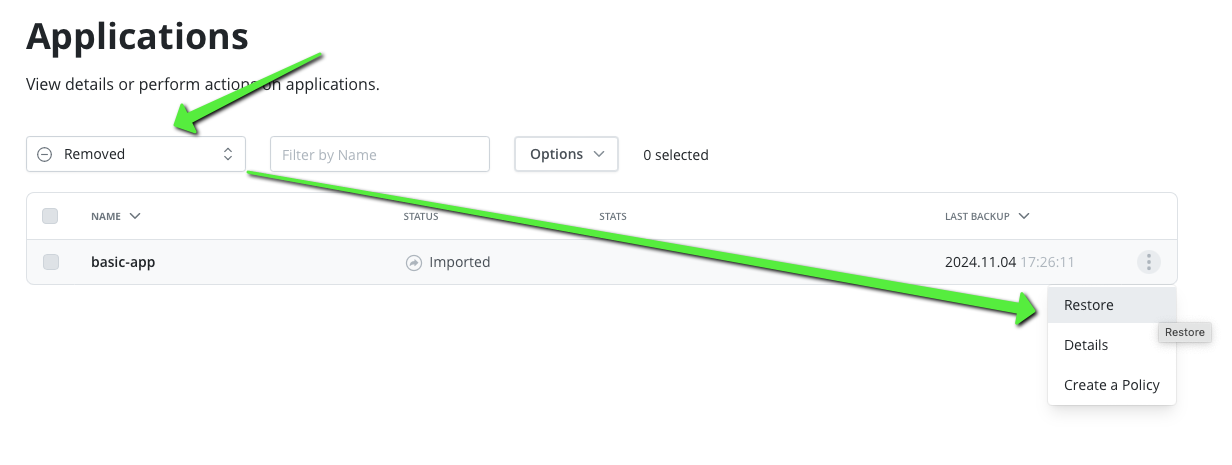 Applications
View details or perform actions on applications.
Removed
Filter by Name
Options
0 selected
NAME STATUS STATS LAST BACKUP
basic-app Imported 2024.11.04 17:26:11
Restore
Restore
Details
Create a Policy